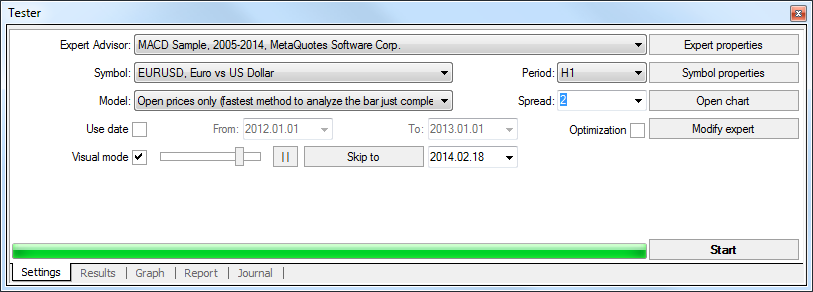 Tester
Expert Advisor: MACD Sample, 2005-2014, MetaQuotes Software Corp. Expert properties
Symbol: EURUSD, Euro vs US Dollar Period: H1 Symbol properties
Model: Open prices only (fastest method to analyze the bar just comple Spread: 2 Open chart
Use date From: 2012.01.01 To: 2013.01.01 Optimization Modify expert
Visual mode Skip to 2014.02.18
Start
Settings Results Graph Report Journal